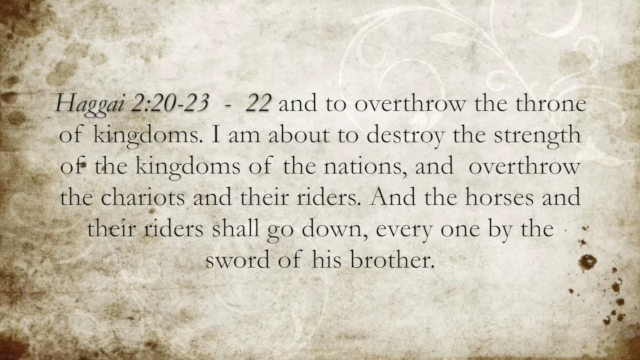 Haggai 2:20-23 - 22 and to overthrow the throne
of kingdoms. I am about to destroy the strength
of the kingdoms of the nations, and overthrow
the chariots and their riders. And the horses and
their riders shall go down, every one by the
sword of his brother.